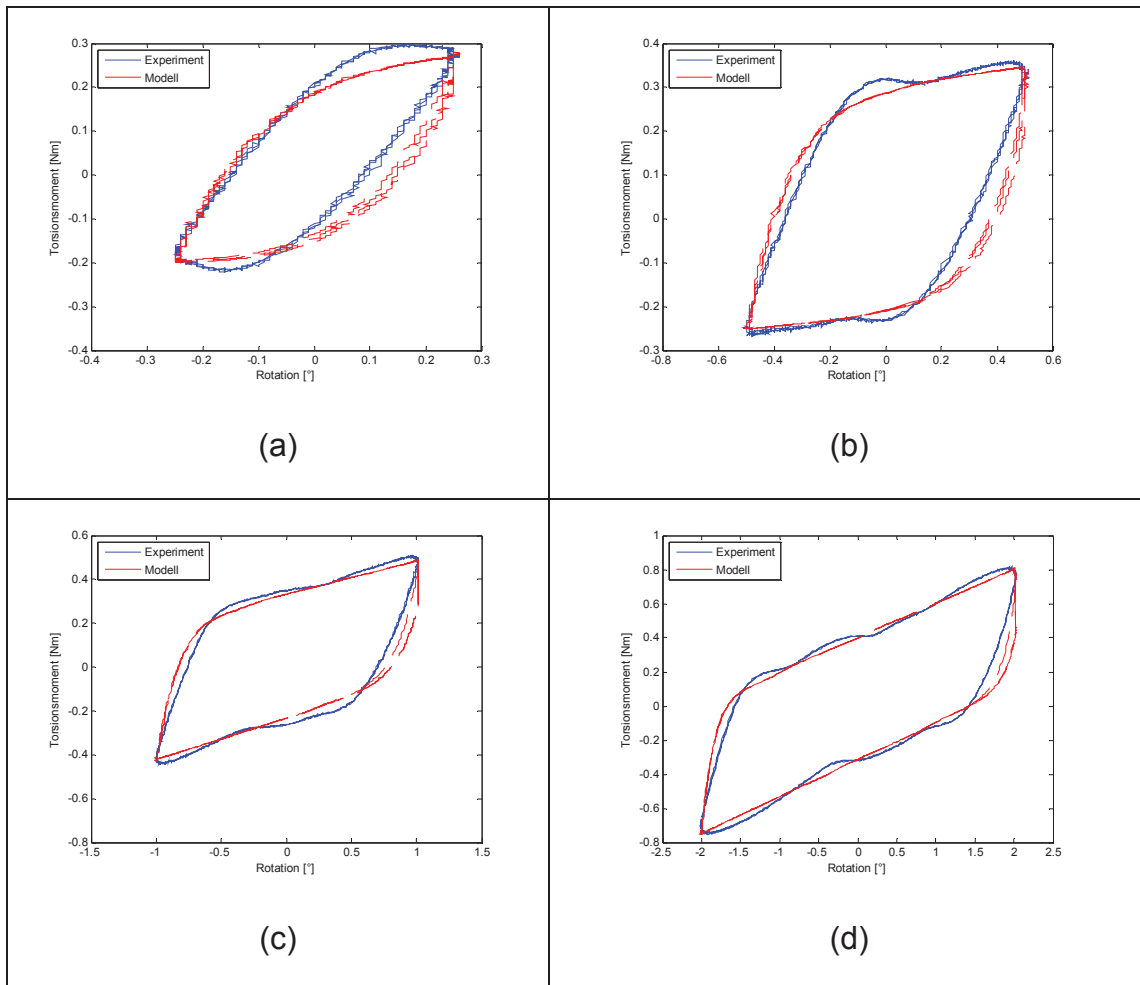 0.3
0.2
0.1
0
-0.1
-0.2
-0.3
-0.4
Torsionsmoment [Nm]
Experiment
Modell
-0.4 -0.3 -0.2 -0.1 0 0.1 0.2 0.3
Rotation [°]
(a)
0.4
0.3
0.2
0.1
0
-0.1
-0.2
-0.3
Torsionsmoment [Nm]
Experiment
Modell
-0.8 -0.6 -0.4 -0.2 0 0.2 0.4 0.6
Rotation [°]
(b)
0.6
0.4
0.2
0
-0.2
-0.4
-0.6
-0.8
Torsionsmoment [Nm]
Experiment
Modell
-1.5 -1 -0.5 0 0.5 1 1.5
Rotation [°]
(c)
1
0.8
0.6
0.4
0.2
0
-0.2
-0.4
-0.6
-0.8
Torsionsmoment [Nm]
Experiment
Modell
-2.5 -2 -1.5 -1 -0.5 0 0.5 1 1.5 2 2.5
Rotation [°]
(d)